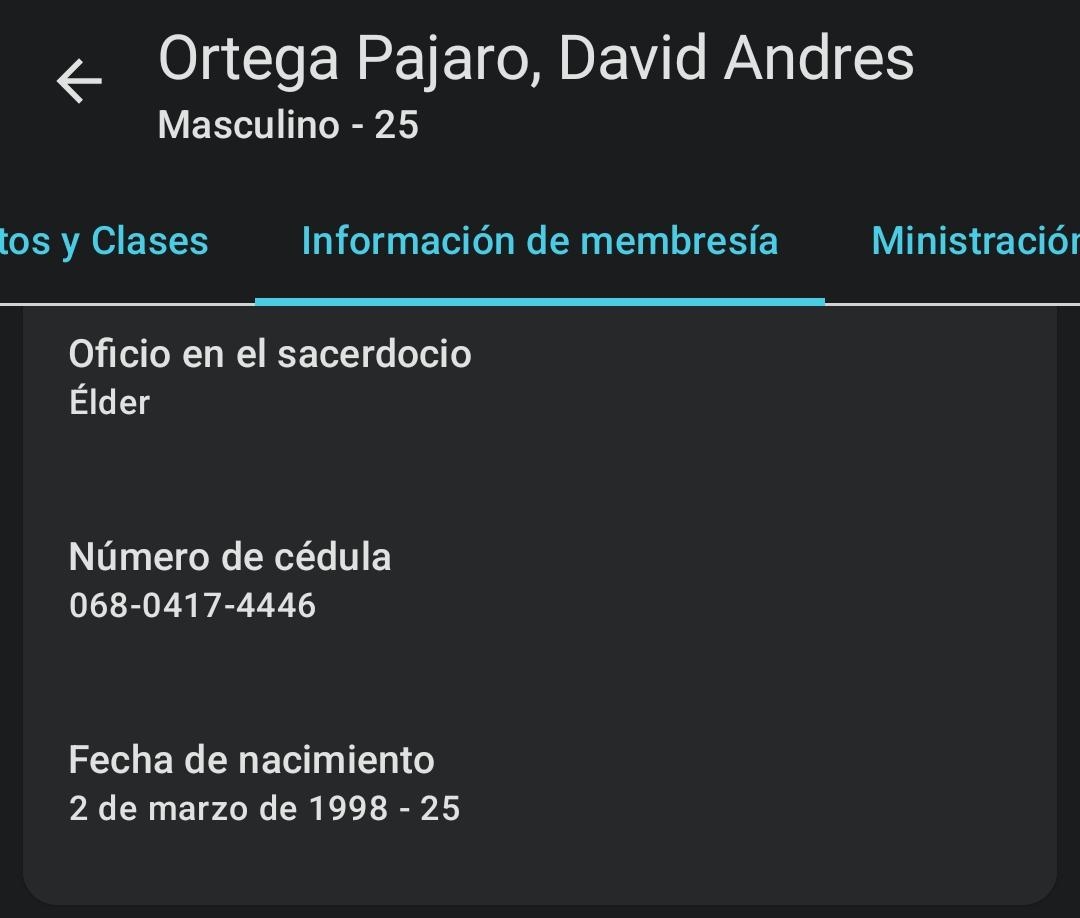 Ortega Pajaro, David Andres
Masculino - 25
tos y Clases Información de membresía Ministración
Oficio en el sacerdocio
Élder
Número de cédula
068-0417-4446
Fecha de nacimiento
2 de marzo de 1998 - 25